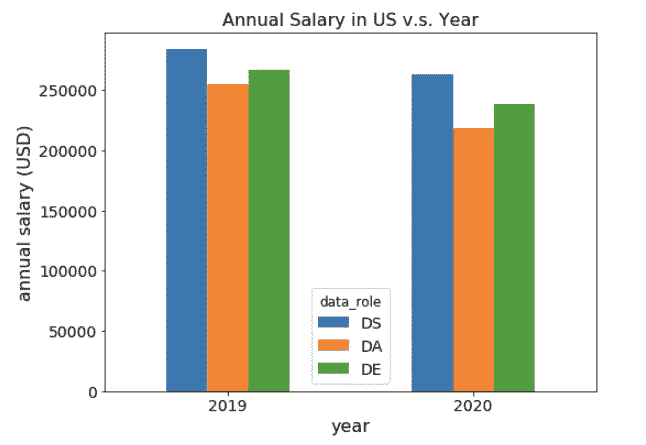 Annual Salary in US v.s. Year
annual salary (USD)
250000
200000
150000
100000
50000
0
data_role
DS
DA
DE
2019 2020
year